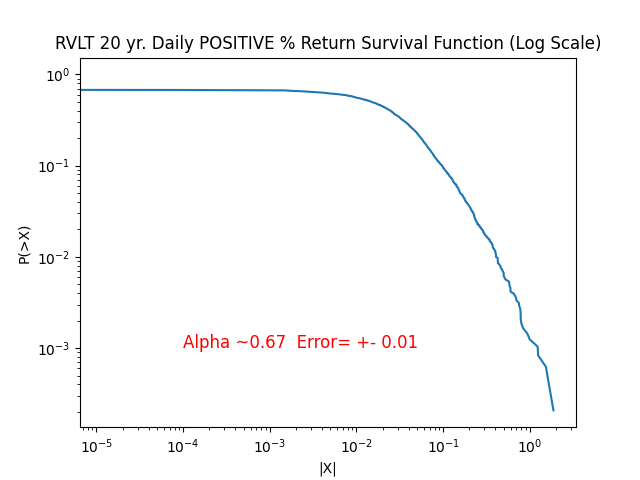 RVLT 20 yr. Daily POSITIVE % Return Survival Function (Log Scale)
10⁰
10⁻¹
10⁻²
10⁻³
P(>X)
Alpha ~0.67  Error= +- 0.01
10⁻⁵ 10⁻⁴ 10⁻³ 10⁻² 10⁻¹ 10⁰
|X|